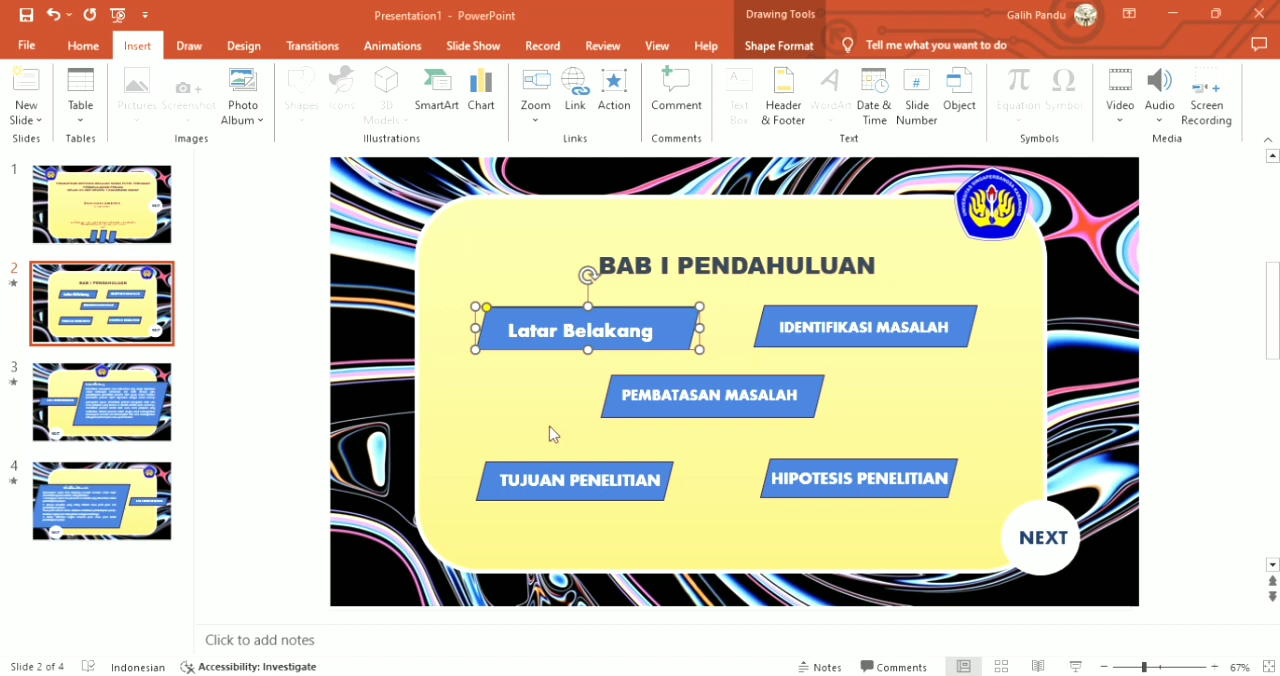 Presentation1 - PowerPoint
Drawing Tools
Galih Pandu
File Home Insert Draw Design Transitions Animations Slide Show Record Review View Help Shape Format Tell me what you want to do
New Slide
Table
Pictures
Screenshot
Photo Album
Shapes
Icons
3D Models
SmartArt
Chart
Zoom
Link
Action
Comment
Text Box
Header & Footer
WordArt
Date & Time
Slide Number
Object
Equation
Symbol
Video
Audio
Screen Recording
Slides
Tables
Images
Illustrations
Links
Comments
Text
Symbols
Media
1
2
3
4
BAB I PENDAHULUAN
Latar Belakang
IDENTIFIKASI MASALAH
PEMBATASAN MASALAH
TUJUAN PENELITIAN
HIPOTESIS PENELITIAN
NEXT
Click to add notes
Slide 2 of 4 Indonesian Accessibility: Investigate Notes Comments 67%